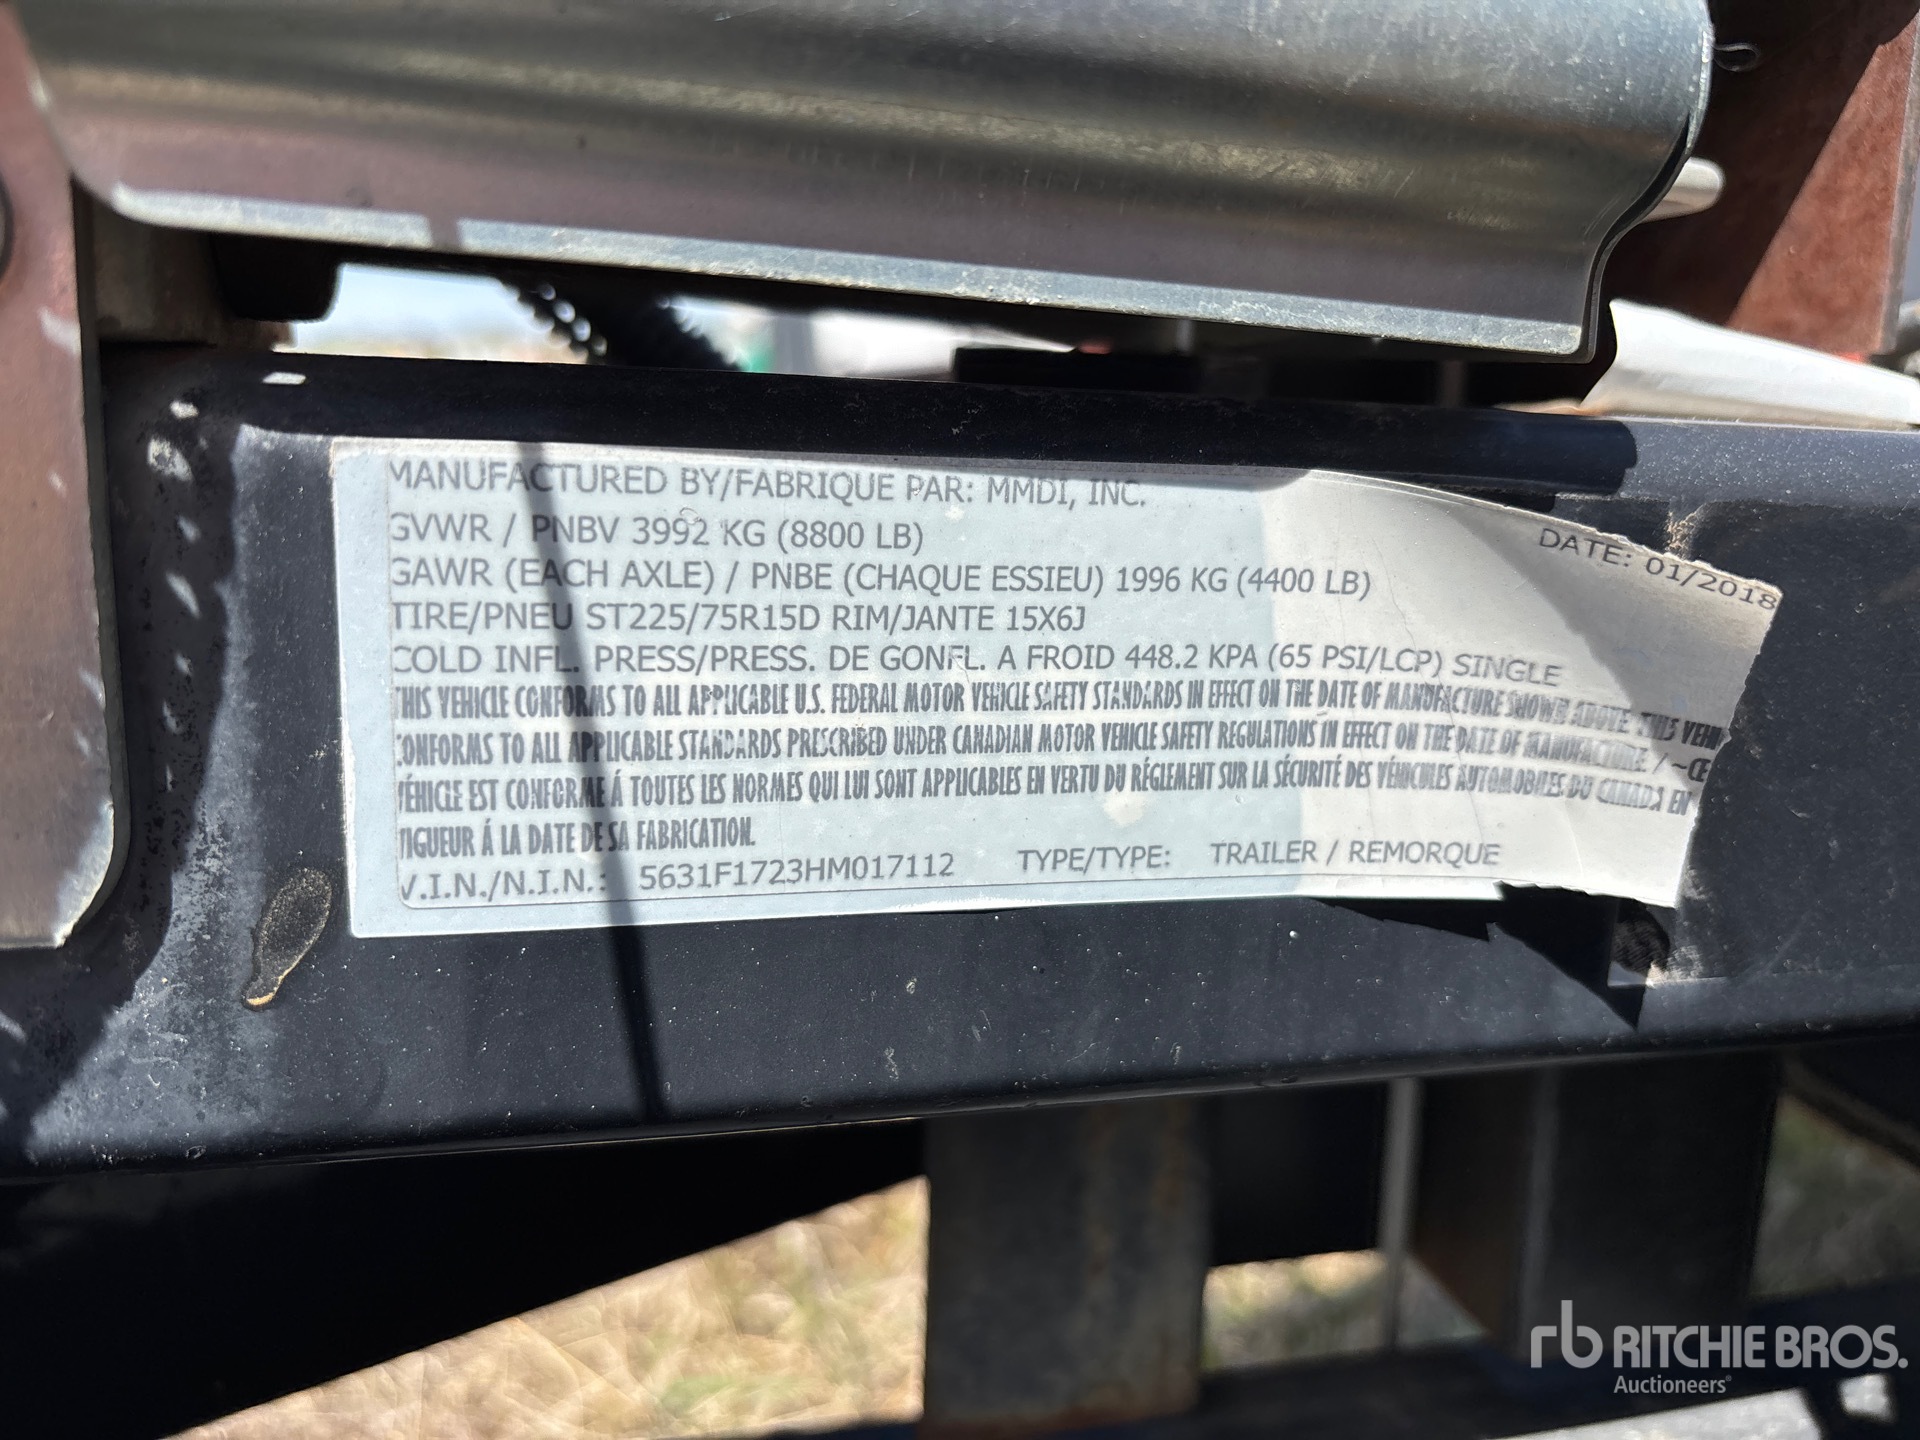 MANUFACTURED BY/FABRIQUE PAR: MMDI, INC.
DATE: 01/2018
GVWR / PNBV 3992 KG (8800 LB)
GAWR (EACH AXLE) / PNBE (CHAQUE ESSIEU) 1996 KG (4400 LB)
TIRE/PNEU ST225/75R15D RIM/JANTE 15X6J
COLD INFL. PRESS/PRESS. DE GONFL. A FROID 448.2 KPA (65 PSI/LCP) SINGLE
THIS VEHICLE CONFORMS TO ALL APPLICABLE U.S. FEDERAL MOTOR VEHICLE SAFETY STANDARDS IN EFFECT ON THE DATE OF MANUFACTURE SHOWN ABOVE. THIS VEHI
CONFORMS TO ALL APPLICABLE STANDARDS PRESCRIBED UNDER CANADIAN MOTOR VEHICLE SAFETY REGULATIONS IN EFFECT ON THE DATE OF MANUFACTURE / ~CE
VÉHICLE EST CONFORME Á TOUTES LES NORMES QUI LUI SONT APPLICABLES EN VERTU DU RÉGLEMENT SUR LA SÉCURITÉ DES VÉHICULES AUTOMOBILES DU CANADA EN
VIGUEUR Á LA DATE DE SA FABRICATION.
V.I.N./N.I.N.: 5631F1723HM017112 TYPE/TYPE: TRAILER / REMORQUE
rb RITCHIE BROS.
Auctioneers